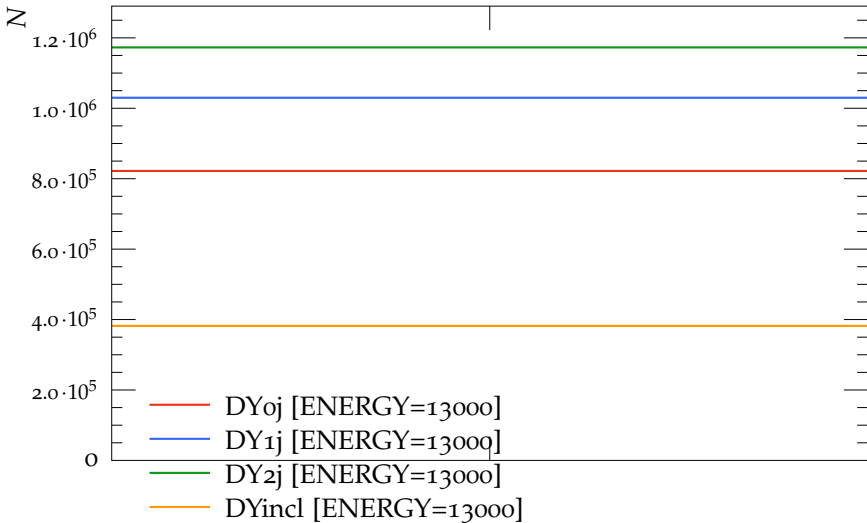 N
1.2·10⁶
1.0·10⁶
8.0·10⁵
6.0·10⁵
4.0·10⁵
2.0·10⁵
0
DY0j [ENERGY=13000]
DY1j [ENERGY=13000]
DY2j [ENERGY=13000]
DYincl [ENERGY=13000]